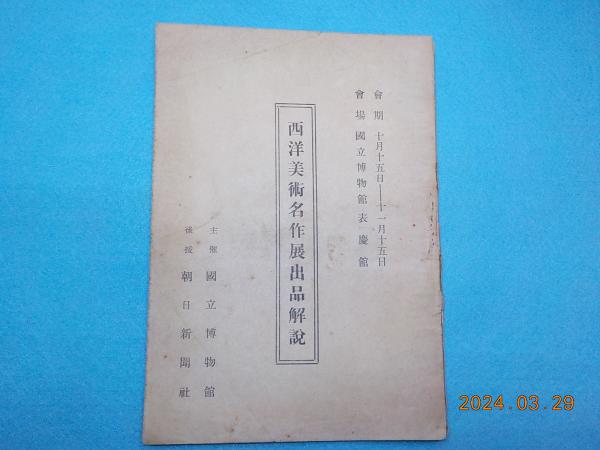 會期 十月十五日—十一月十五日
會場 國立博物館表慶館
西洋美術名作展出品解說
主催 國立博物館
後援 朝日新聞社
2024.03.29